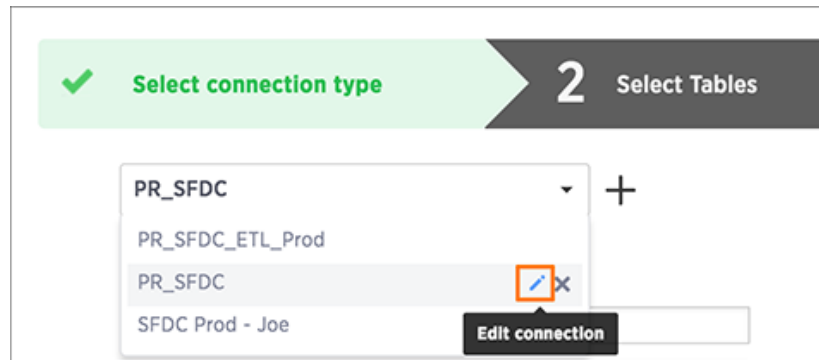 Select connection type
2 Select Tables
PR_SFDC
PR_SFDC_ETL_Prod
PR_SFDC
SFDC Prod - Joe
Edit connection